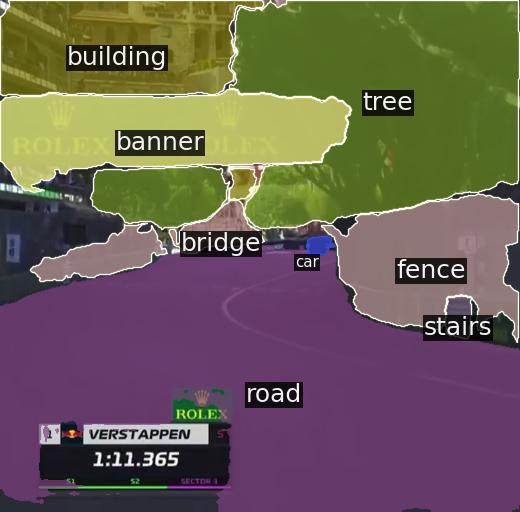 building
tree
banner
ROLEX
bridge
car
fence
stairs
road
ROLEX
1 VERSTAPPEN S
1:11.365
S1 S2 SECTOR 3